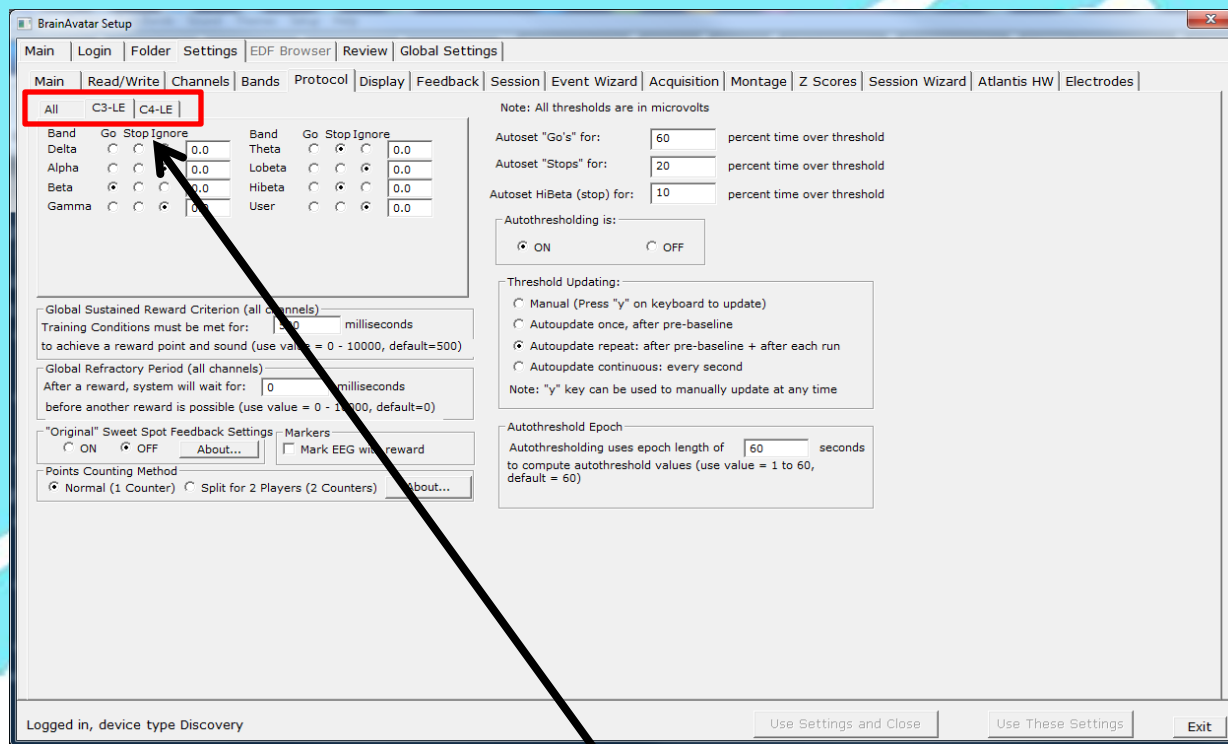 BrainAvatar Setup
Main Login Folder Settings EDF Browser Review Global Settings
Main Read/Write Channels Bands Protocol Display Feedback Session Event Wizard Acquisition Montage Z Scores Session Wizard Atlantis HW Electrodes
All C3-LE C4-LE
Band Go Stop Ignore Band Go Stop Ignore
Delta 0.0 Theta 0.0
Alpha 0.0 Lobeta 0.0
Beta 0.0 Hibeta 0.0
Gamma 0.0 User 0.0
Global Sustained Reward Criterion (all channels)
Training Conditions must be met for: milliseconds
to achieve a reward point and sound (use value = 0 - 10000, default=500)
Global Refractory Period (all channels)
After a reward, system will wait for: 0 milliseconds
before another reward is possible (use value = 0 - 10000, default=0)
"Original" Sweet Spot Feedback Settings Markers
ON OFF About... Mark EEG with reward
Points Counting Method
Normal (1 Counter) Split for 2 Players (2 Counters) About...
Note: All thresholds are in microvolts
Autoset "Go's" for: 60 percent time over threshold
Autoset "Stops" for: 20 percent time over threshold
Autoset HiBeta (stop) for: 10 percent time over threshold
Autothresholding is:
ON OFF
Threshold Updating:
Manual (Press "y" on keyboard to update)
Autoupdate once, after pre-baseline
Autoupdate repeat: after pre-baseline + after each run
Autoupdate continuous: every second
Note: "y" key can be used to manually update at any time
Autothreshold Epoch
Autothresholding uses epoch length of 60 seconds
to compute autothreshold values (use value = 1 to 60,
default = 60)
Logged in, device type Discovery Use Settings and Close Use These Settings Exit